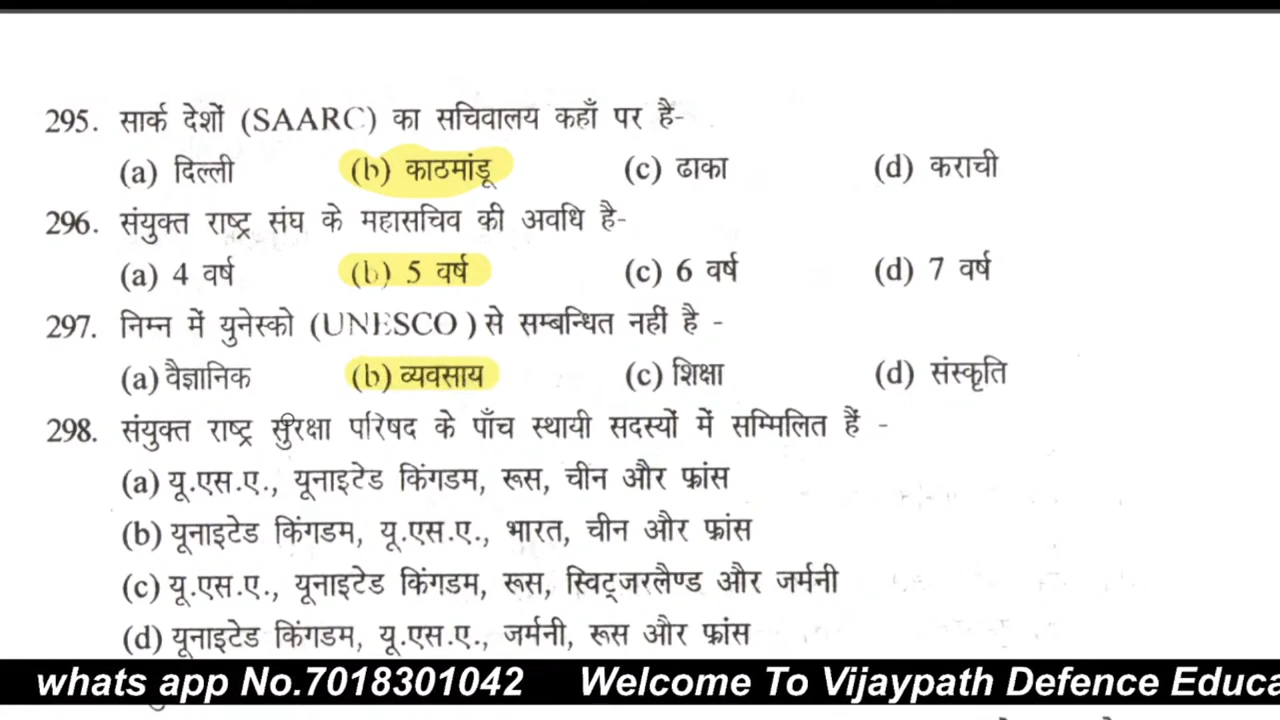 295. सार्क देशों (SAARC) का सचिवालय कहाँ पर है-
(a) दिल्ली (b) काठमांडू (c) ढाका (d) कराची
296. संयुक्त राष्ट्र संघ के महासचिव की अवधि है-
(a) 4 वर्ष (b) 5 वर्ष (c) 6 वर्ष (d) 7 वर्ष
297. निम्न में युनेस्को (UNESCO ) से सम्बन्धित नहीं है -
(a) वैज्ञानिक (b) व्यवसाय (c) शिक्षा (d) संस्कृति
298. संयुक्त राष्ट्र सुरक्षा परिषद के पाँच स्थायी सदस्यों में सम्मिलित हैं -
(a) यू.एस.ए., यूनाइटेड किंगडम, रूस, चीन और फ्रांस
(b) यूनाइटेड किंगडम, यू.एस.ए., भारत, चीन और फ्रांस
(c) यू.एस.ए., यूनाइटेड किंगडम, रूस, स्विट्जरलैण्ड और जर्मनी
(d) यूनाइटेड किंगडम, यू.एस.ए., जर्मनी, रूस और फ्रांस
whats app No.7018301042 Welcome To Vijaypath Defence Educa